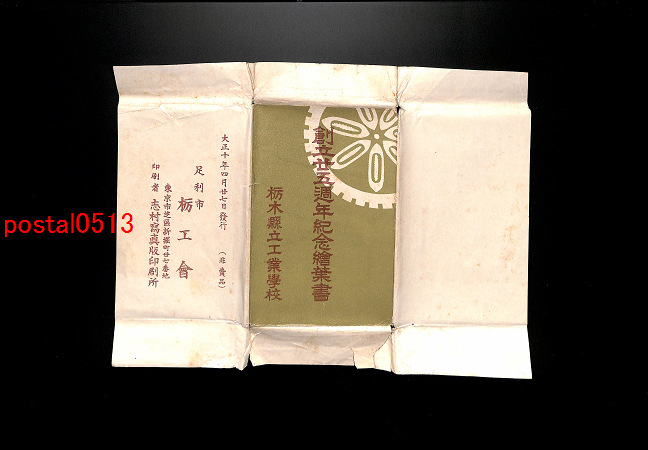 創立廿五週年紀念繪葉書
栃木縣立工業學校
大正十年四月廿七日發行
(非賣品)
足利市
栃工會
東京市芝區新堀町廿七番地
印刷者 志村寫眞版印刷所
postal0513